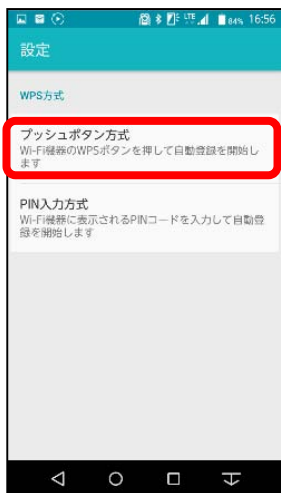 LTE 84% 16:56
設定
WPS方式
プッシュボタン方式
Wi-Fi機器のWPSボタンを押して自動登録を開始し
ます
PIN入力方式
Wi-Fi機器に表示されるPINコードを入力して自動登
録を開始します